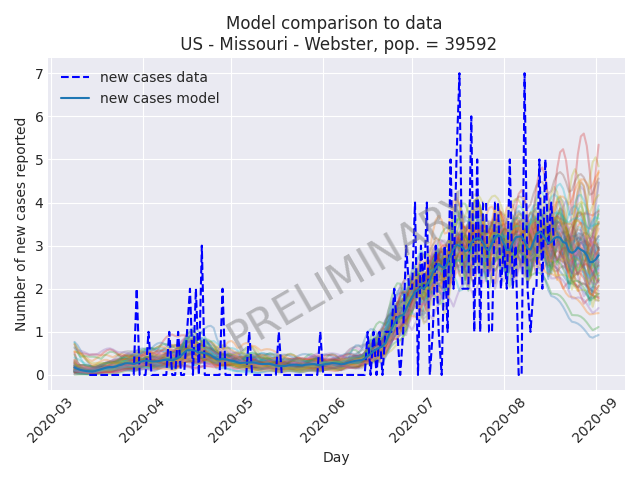 Model comparison to data
US - Missouri - Webster, pop. = 39592
new cases data
new cases model
PRELIMINARY
Number of new cases reported
7
6
5
4
3
2
1
0
2020-03
2020-04
2020-05
2020-06
2020-07
2020-08
2020-09
Day